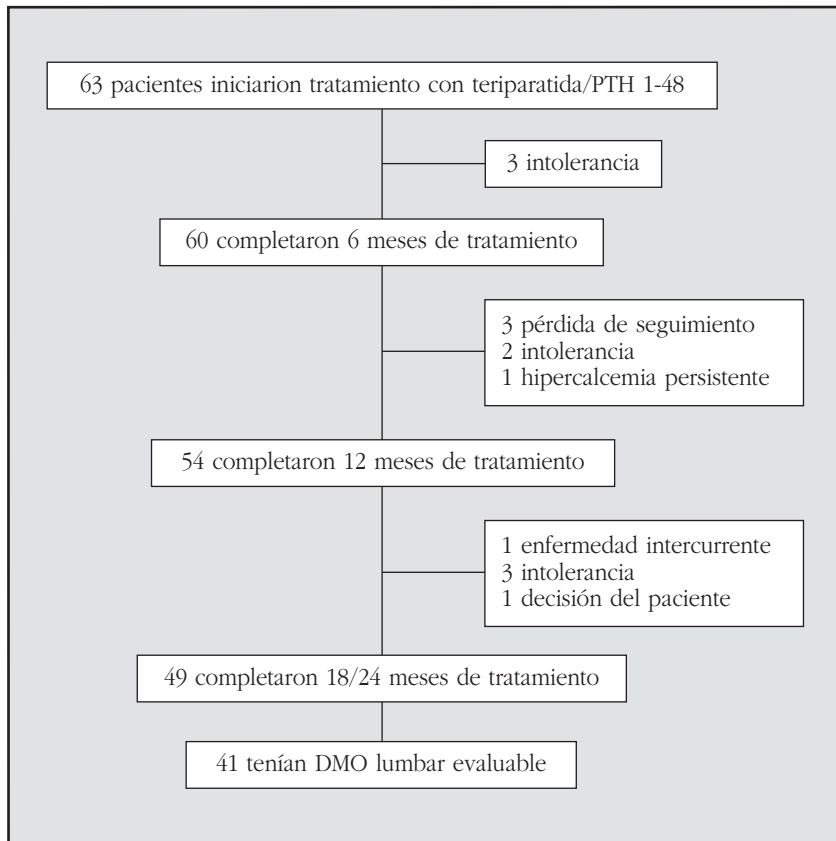 63 pacientes iniciarion tratamiento con teriparatida/PTH 1-48
3 intolerancia
60 completaron 6 meses de tratamiento
3 pérdida de seguimiento
2 intolerancia
1 hipercalcemia persistente
54 completaron 12 meses de tratamiento
1 enfermedad intercurrente
3 intolerancia
1 decisión del paciente
49 completaron 18/24 meses de tratamiento
41 tenían DMO lumbar evaluable